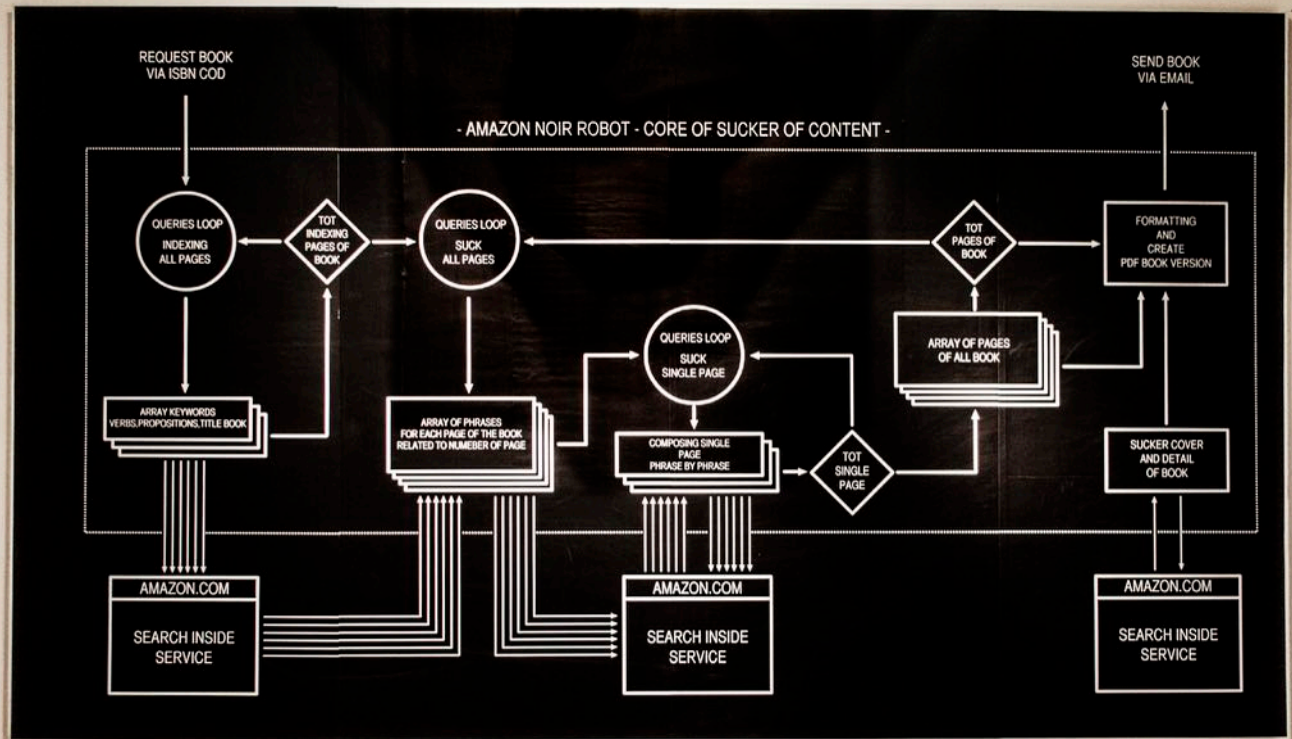 REQUEST BOOK
VIA ISBN COD
SEND BOOK
VIA EMAIL
- AMAZON NOIR ROBOT - CORE OF SUCKER OF CONTENT -
QUERIES LOOP
INDEXING
ALL PAGES
TOT
INDEXING
PAGES OF
BOOK
QUERIES LOOP
SUCK
ALL PAGES
TOT
PAGES OF
BOOK
FORMATTING
AND
CREATE
PDF BOOK VERSION
QUERIES LOOP
SUCK
SINGLE PAGE
ARRAY OF PAGES
OF ALL BOOK
ARRAY KEYWORDS
VERBS,PROPOSITIONS,TITLE BOOK
ARRAY OF PHRASES
FOR EACH PAGE OF THE BOOK
RELATED TO NUMEBER OF PAGE
COMPOSING SINGLE
PAGE
PHRASE BY PHRASE
TOT
SINGLE
PAGE
SUCKER COVER
AND DETAIL
OF BOOK
AMAZON.COM
SEARCH INSIDE
SERVICE
AMAZON.COM
SEARCH INSIDE
SERVICE
AMAZON.COM
SEARCH INSIDE
SERVICE